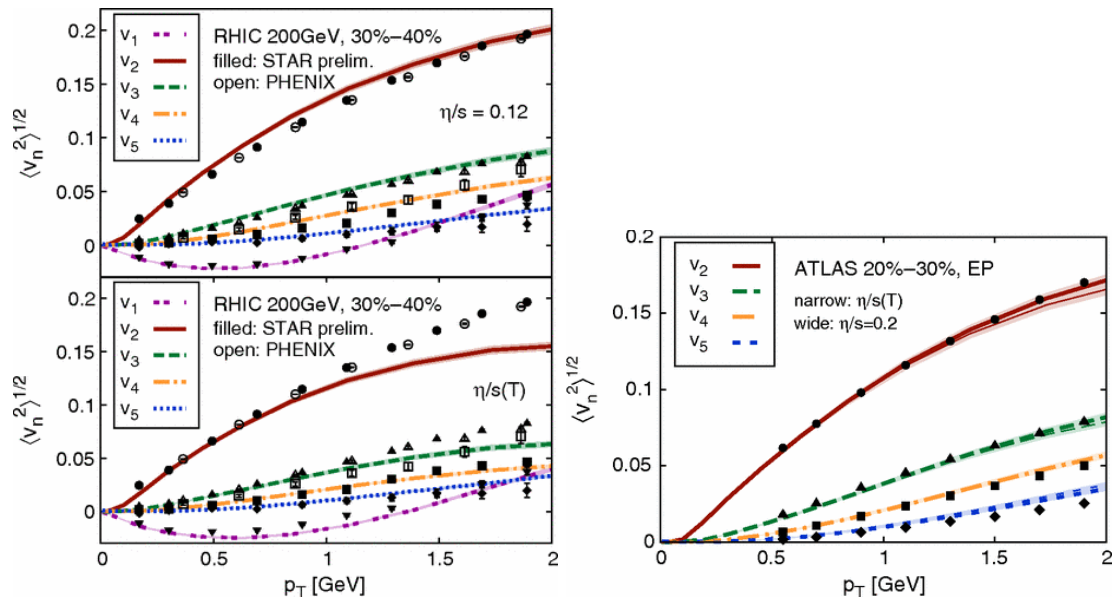 0.2
0.15
0.1
0.05
0
⟨vₙ²⟩^1/2
v₁
v₂
v₃
v₄
v₅
RHIC 200GeV, 30%−40%
filled: STAR prelim.
open: PHENIX
η/s = 0.12
0.2
0.15
0.1
0.05
0
⟨vₙ²⟩^1/2
v₁
v₂
v₃
v₄
v₅
RHIC 200GeV, 30%−40%
filled: STAR prelim.
open: PHENIX
η/s(T)
0 0.5 1 1.5 2
p_T [GeV]
0.2
0.15
0.1
0.05
0
⟨vₙ²⟩^1/2
v₂
v₃
v₄
v₅
ATLAS 20%−30%, EP
narrow: η/s(T)
wide: η/s=0.2
0 0.5 1 1.5 2
p_T [GeV]